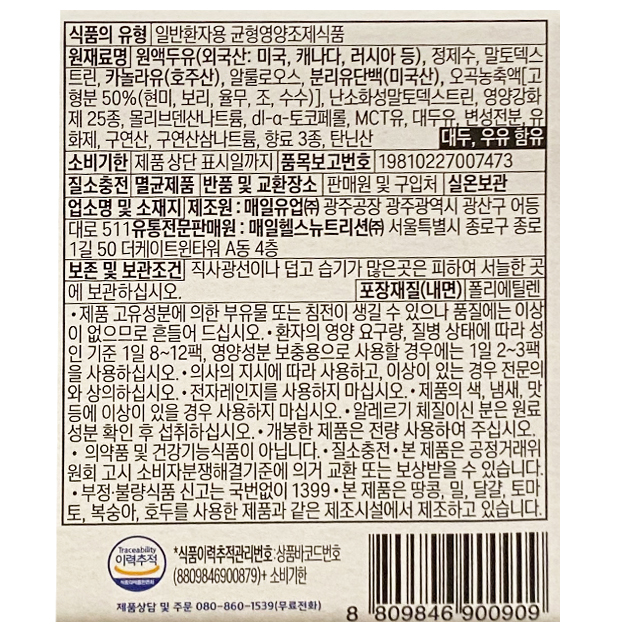 식품의 유형 일반환자용 균형영양조제식품
원재료명 원액두유(외국산: 미국, 캐나다, 러시아 등), 정제수, 말토덱스
트린, 카놀라유(호주산), 알룰로오스, 분리유단백(미국산), 오곡농축액[고
형분 50%(현미, 보리, 율무, 조, 수수)], 난소화성말토덱스트린, 영양강화
제 25종, 몰리브덴산나트륨, dl-α-토코페롤, MCT유, 대두유, 변성전분, 유
화제, 구연산, 구연산삼나트륨, 향료 3종, 탄닌산 대두, 우유 함유
소비기한 제품 상단 표시일까지 품목보고번호 19810227007473
질소충전 멸균제품 반품 및 교환장소 판매원 및 구입처 실온보관
업소명 및 소재지 제조원 : 매일유업㈜ 광주공장 광주광역시 광산구 어등
대로 511 유통전문판매원 : 매일헬스뉴트리션㈜ 서울특별시 종로구 종로
1길 50 더케이트윈타워 A동 4층
보존 및 보관조건 직사광선이나 덥고 습기가 많은곳은 피하여 서늘한 곳
에 보관하십시오. 포장재질(내면) 폴리에틸렌
• 제품 고유성분에 의한 부유물 또는 침전이 생길 수 있으나 품질에는 이상
이 없으므로 흔들어 드십시오. • 환자의 영양 요구량, 질병 상태에 따라 성
인 기준 1일 8~12팩, 영양성분 보충용으로 사용할 경우에는 1일 2~3팩
을 사용하십시오. • 의사의 지시에 따라 사용하고, 이상이 있는 경우 전문의
와 상의하십시오. • 전자레인지를 사용하지 마십시오. • 제품의 색, 냄새, 맛
등에 이상이 있을 경우 사용하지 마십시오. • 알레르기 체질이신 분은 원료
성분 확인 후 섭취하십시오. • 개봉한 제품은 전량 사용하여 주십시오.
• 의약품 및 건강기능식품이 아닙니다. • 질소충전 • 본 제품은 공정거래위
원회 고시 소비자분쟁해결기준에 의거 교환 또는 보상받을 수 있습니다.
• 부정·불량식품 신고는 국번없이 1399 • 본 제품은 땅콩, 밀, 달걀, 토마
토, 복숭아, 호두를 사용한 제품과 같은 제조시설에서 제조하고 있습니다.
Traceability
이력추적
*식품이력추적관리번호:상품바코드번호
(8809846900879)+ 소비기한
제품상담 및 주문 080-860-1539(무료전화)
8 809846 900909